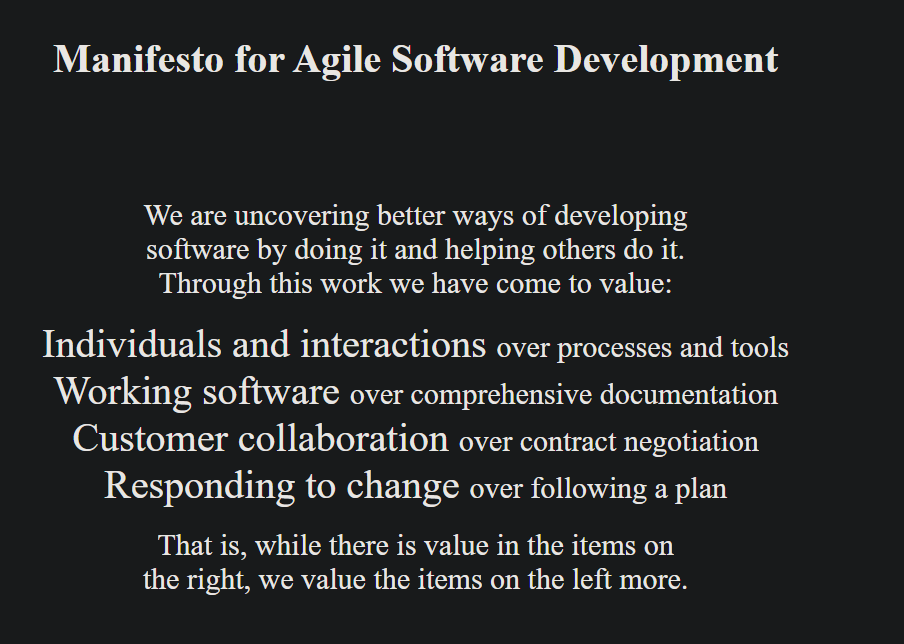 Manifesto for Agile Software Development
We are uncovering better ways of developing
software by doing it and helping others do it.
Through this work we have come to value:
Individuals and interactions over processes and tools
Working software over comprehensive documentation
Customer collaboration over contract negotiation
Responding to change over following a plan
That is, while there is value in the items on
the right, we value the items on the left more.